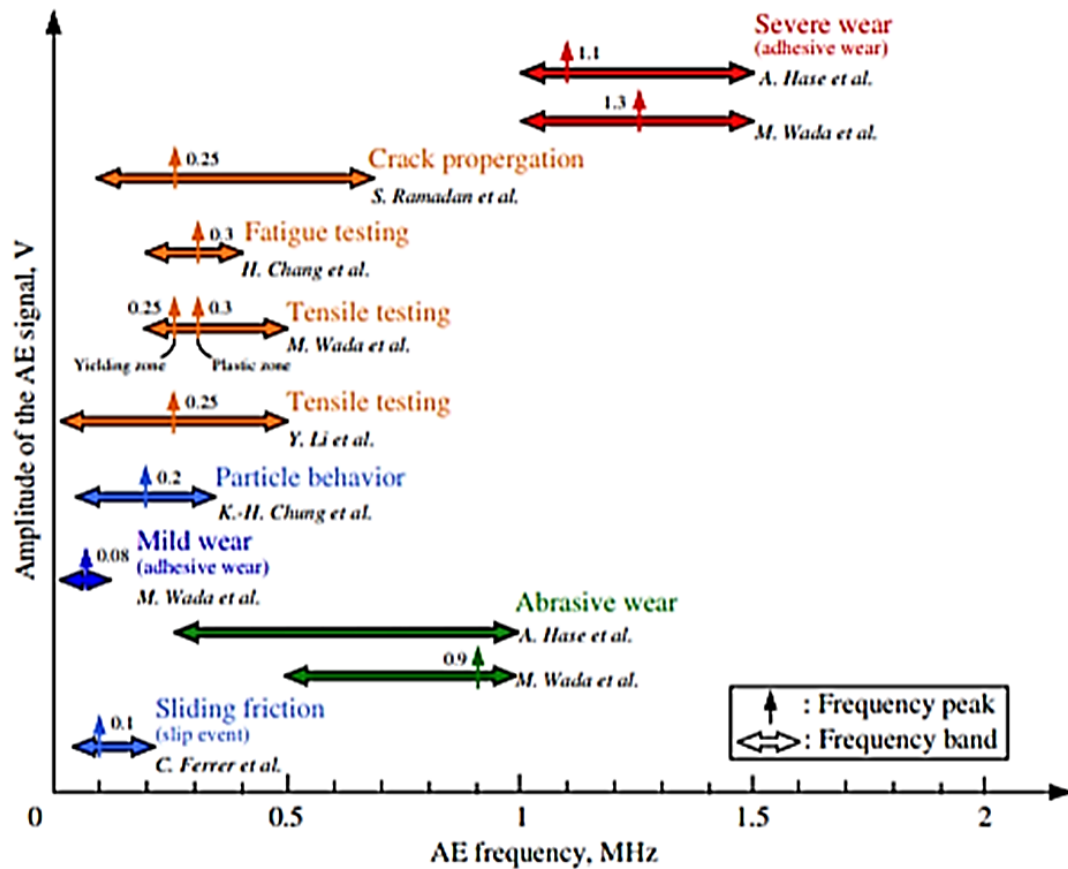 Amplitude of the AE signal, V
Severe wear
(adhesive wear)
1.1
A. Hase et al.
1.3
M. Wada et al.
0.25
Crack propergation
S. Ramadan et al.
0.3
Fatigue testing
H. Chang et al.
0.25
0.3
Tensile testing
M. Wada et al.
Yielding zone
Plastic zone
0.25
Tensile testing
Y. Li et al.
0.2
Particle behavior
K.-H. Chung et al.
0.08
Mild wear
(adhesive wear)
M. Wada et al.
Abrasive wear
A. Hase et al.
0.9
M. Wada et al.
0.1
Sliding friction
(slip event)
C. Ferrer et al.
: Frequency peak
: Frequency band
0
0.5
1
1.5
2
AE frequency, MHz